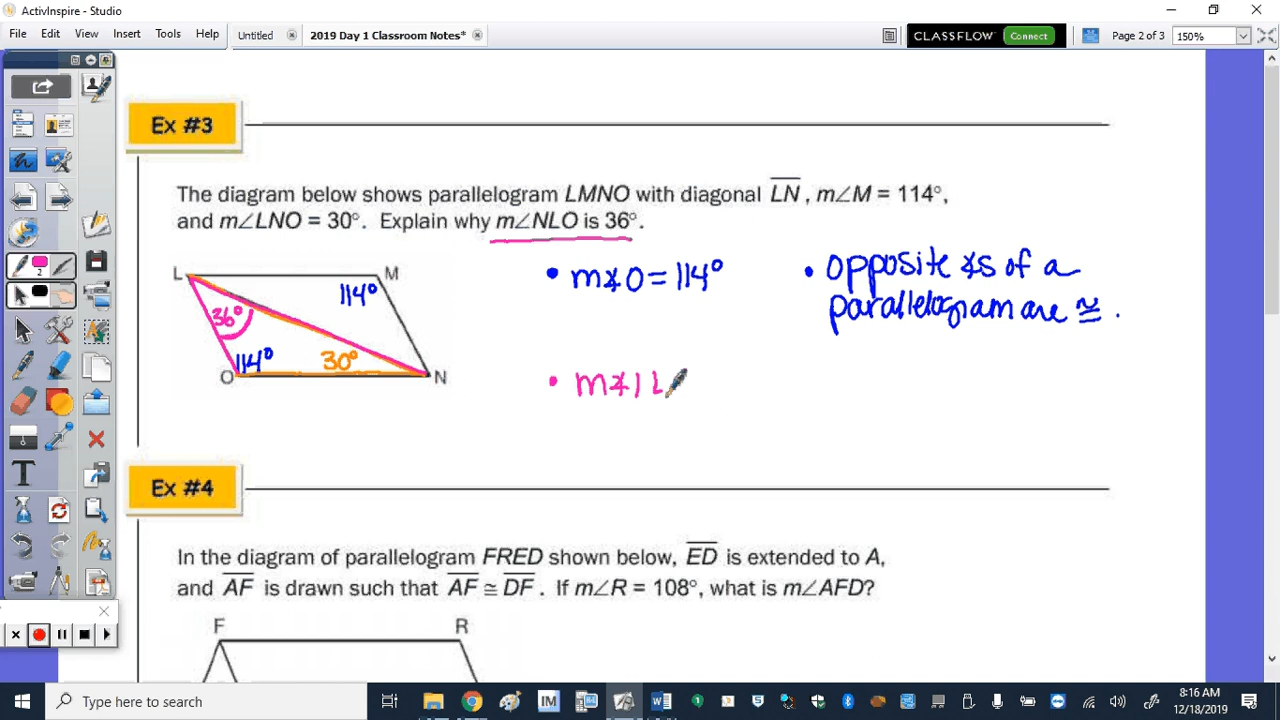 ActivInspire - Studio
File Edit View Insert Tools Help Untitled 2019 Day 1 Classroom Notes* CLASSFLOW Connect Page 2 of 3 150%
Ex #3
The diagram below shows parallelogram LMNO with diagonal LN, m∠M = 114°,
and m∠LNO = 30°. Explain why m∠NLO is 36°.
L M
114°
36°
114° 30°
O N
• m∡O = 114°
• opposite ∡s of a
parallelogram are ≅ .
• m∡1 L
Ex #4
In the diagram of parallelogram FRED shown below, ED is extended to A,
and AF is drawn such that AF ≅ DF. If m∠R = 108°, what is m∠AFD?
F R
2
T
Type here to search
IM
8:16 AM
12/18/2019